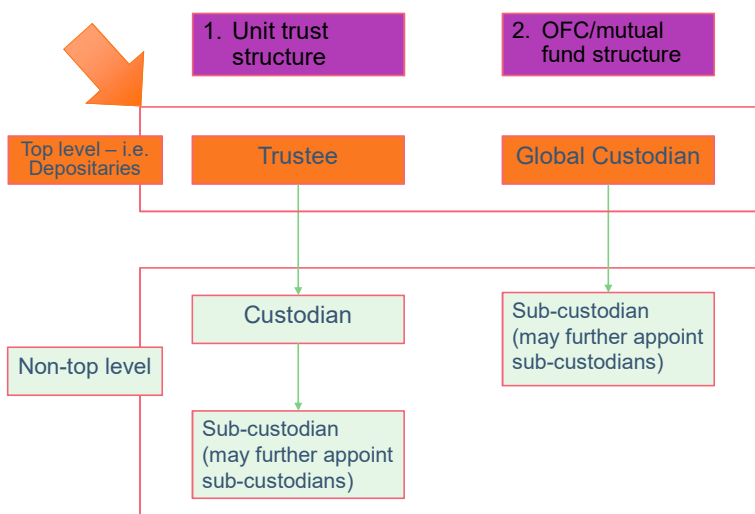 1. Unit trust
structure
2. OFC/mutual
fund structure
Top level – i.e.
Depositaries
Trustee
Global Custodian
Non-top level
Custodian
Sub-custodian
(may further appoint
sub-custodians)
Sub-custodian
(may further appoint
sub-custodians)